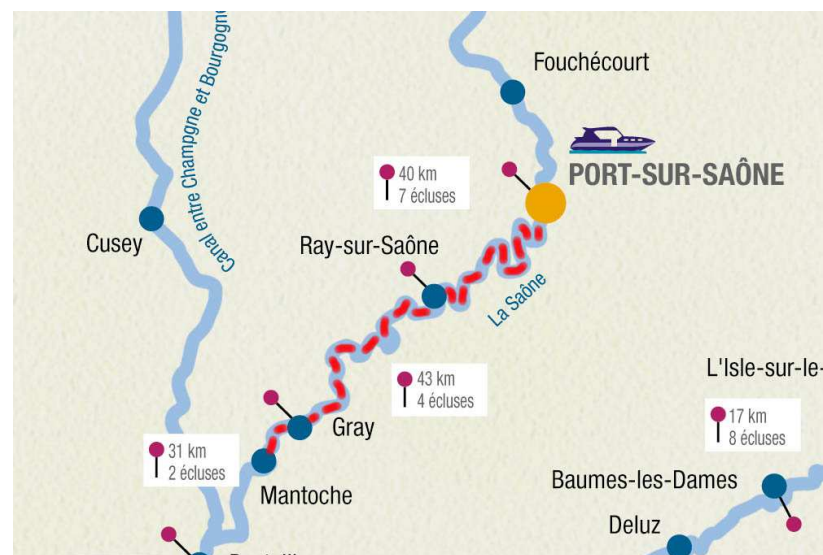 Fouchécourt
PORT-SUR-SAÔNE
40 km
7 écluses
Canal entre Champgne et Bourgogne
Cusey
Ray-sur-Saône
La Saône
43 km
4 écluses
L'Isle-sur-le-
17 km
8 écluses
Gray
31 km
2 écluses
Mantoche
Baumes-les-Dames
Deluz